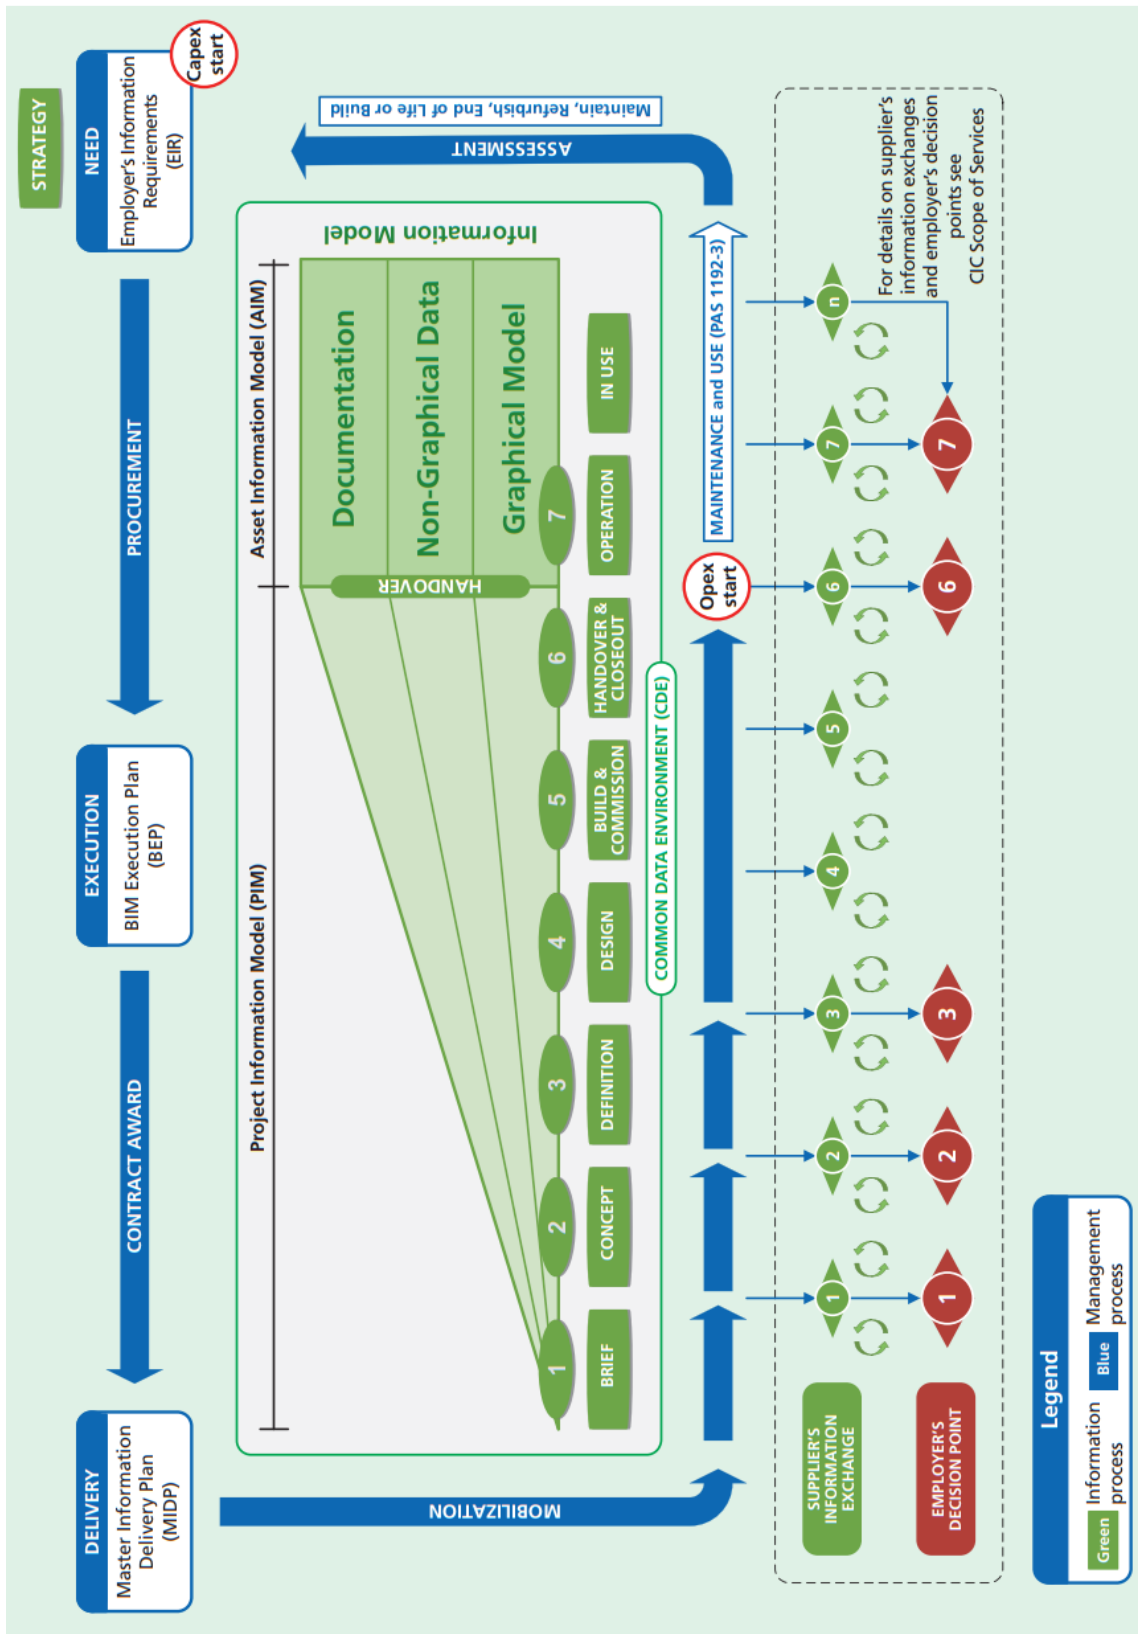 STRATEGY
DELIVERY
Master Information
Delivery Plan
(MIDP)
CONTRACT AWARD
EXECUTION
BIM Execution Plan
(BEP)
PROCUREMENT
NEED
Employer's Information
Requirements
(EIR)
Capex
start
MOBILIZATION
Project Information Model (PIM)
Asset Information Model (AIM)
Documentation
Non-Graphical Data
Graphical Model
HANDOVER
Information Model
1
2
3
4
5
6
7
BRIEF
CONCEPT
DEFINITION
DESIGN
BUILD &
COMMISSION
HANDOVER &
CLOSEOUT
OPERATION
IN USE
COMMON DATA ENVIRONMENT (CDE)
ASSESSMENT
Maintain, Refurbish, End of Life or Build
Opex
start
MAINTENANCE and USE (PAS 1192-3)
SUPPLIER'S
INFORMATION
EXCHANGE
1
2
3
4
5
6
7
n
EMPLOYER'S
DECISION POINT
1
2
3
6
7
For details on supplier's
information exchanges
and employer's decision
points see
CIC Scope of Services
Legend
Green
Information
process
Blue
Management
process